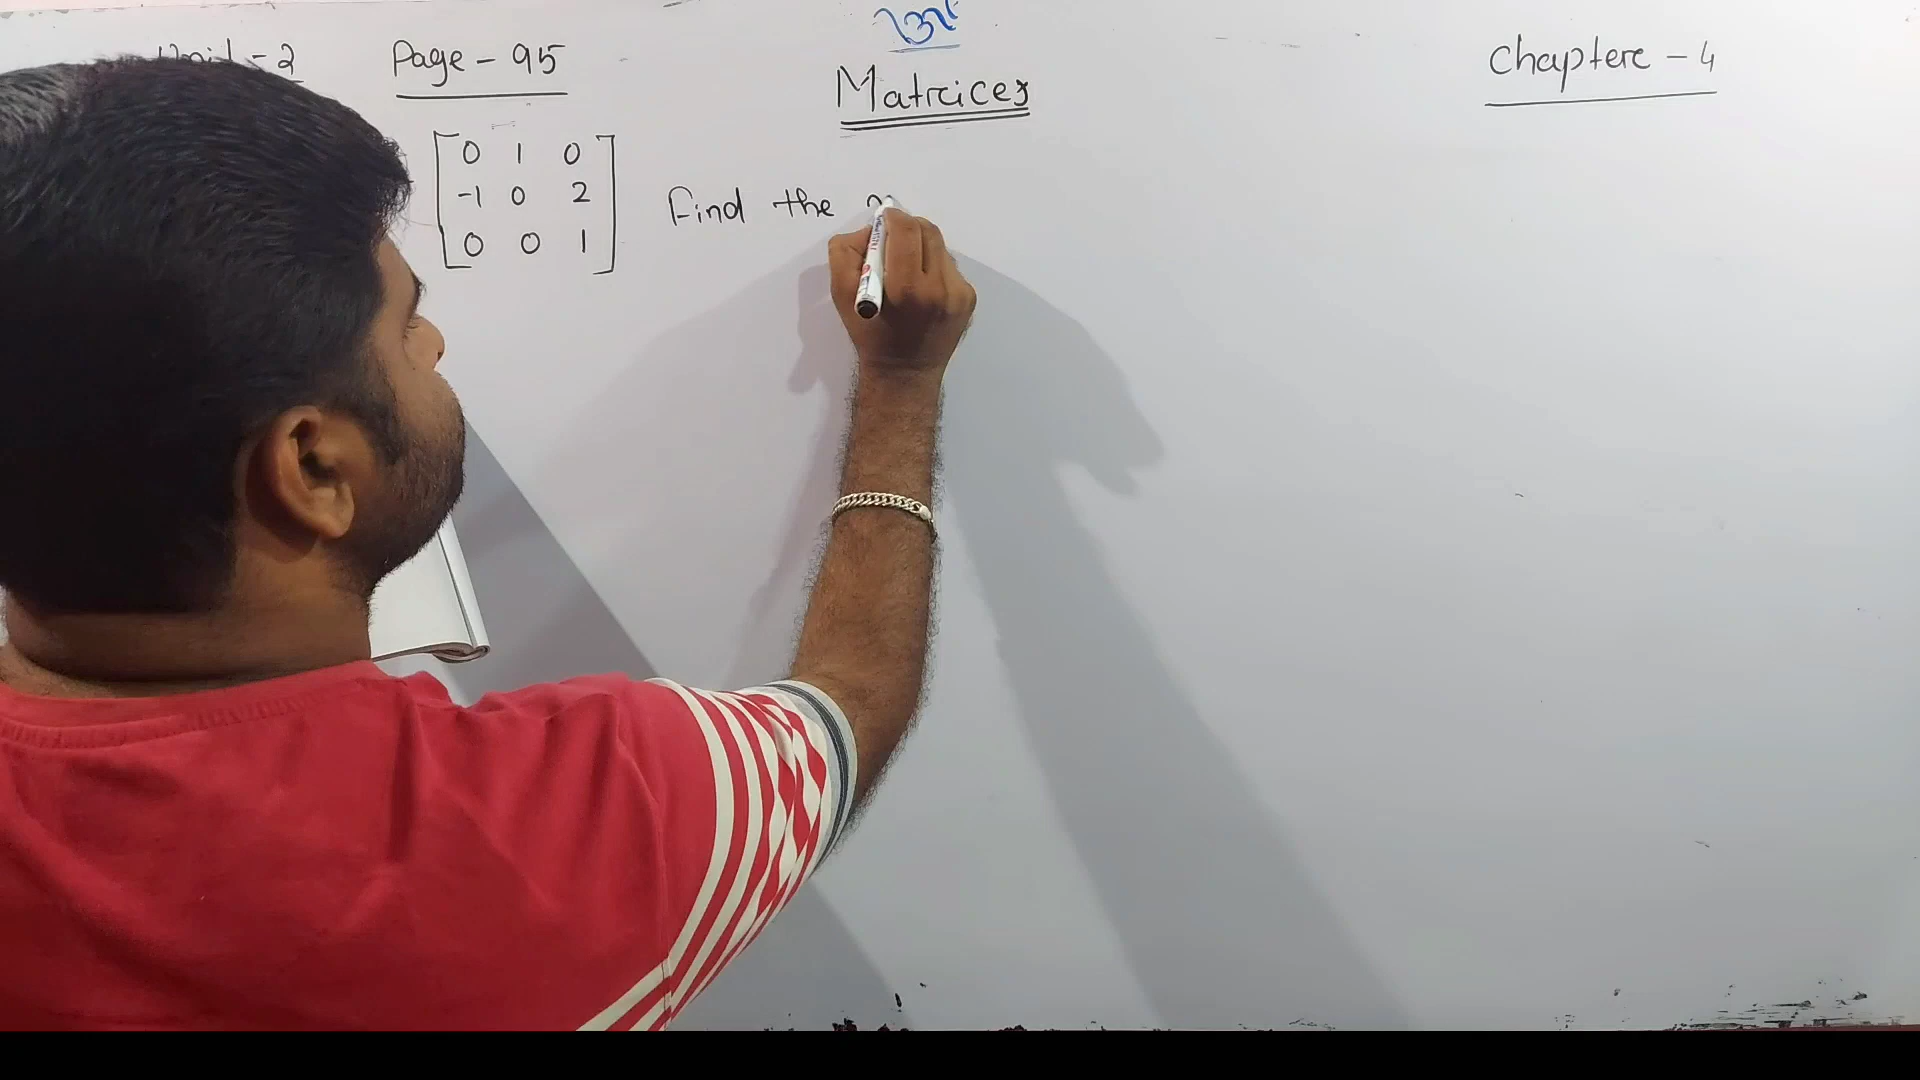 ॐ
Unit-2 Page - 95
Matrices
Chapter - 4
0 1 0
-1 0 2
0 0 1
Find the